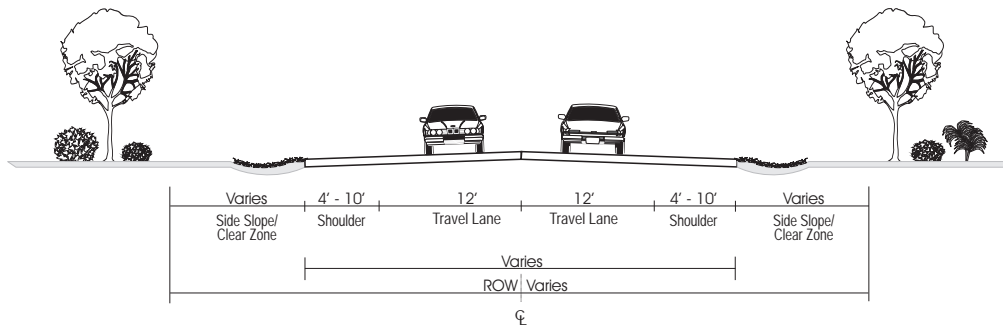 Varies 4' - 10' 12' 12' 4' - 10' Varies
Side Slope/ Shoulder Travel Lane Travel Lane Shoulder Side Slope/
Clear Zone Clear Zone
Varies
ROW Varies
℄